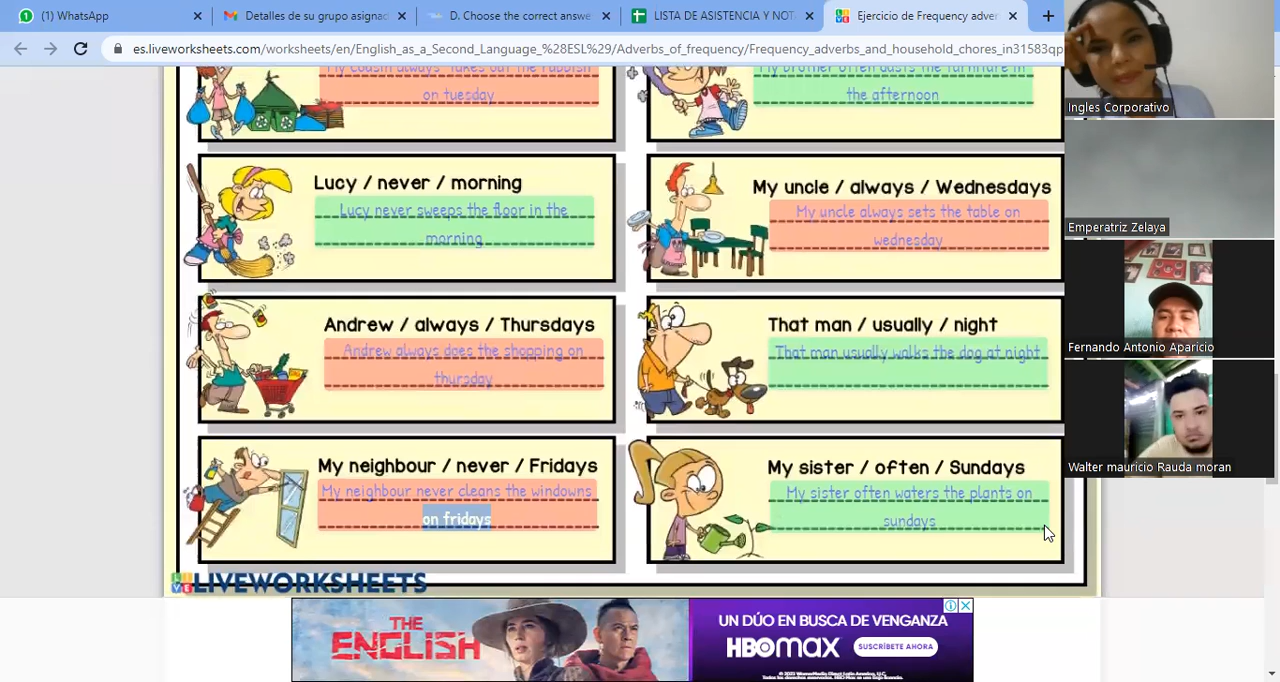 (1) WhatsApp
Detalles de su grupo asignad
D. Choose the correct answe
LISTA DE ASISTENCIA Y NOT
Ejercicio de Frequency adver
es.liveworksheets.com/worksheets/en/English_as_a_Second_Language_%28ESL%29/Adverbs_of_frequency/Frequency_adverbs_and_household_chores_in31583qp
My cousin always takes out the rubbish
on tuesday
My brother often dusts the furniture in
the afternoon
Lucy / never / morning
Lucy never sweeps the floor in the
morning
My uncle / always / Wednesdays
My uncle always sets the table on
wednesday
Andrew / always / Thursdays
Andrew always does the shopping on
thursday
That man / usually / night
That man usually walks the dog at night
My neighbour / never / Fridays
My neighbour never cleans the windowns
on fridays
My sister / often / Sundays
My sister often waters the plants on
sundays
LIVEWORKSHEETS
THE
ENGLISH
UN DÚO EN BUSCA DE VENGANZA
HBOmax
SUSCRÍBETE AHORA
Ingles Corporativo
Emperatriz Zelaya
Fernando Antonio Aparicio
Walter mauricio Rauda moran